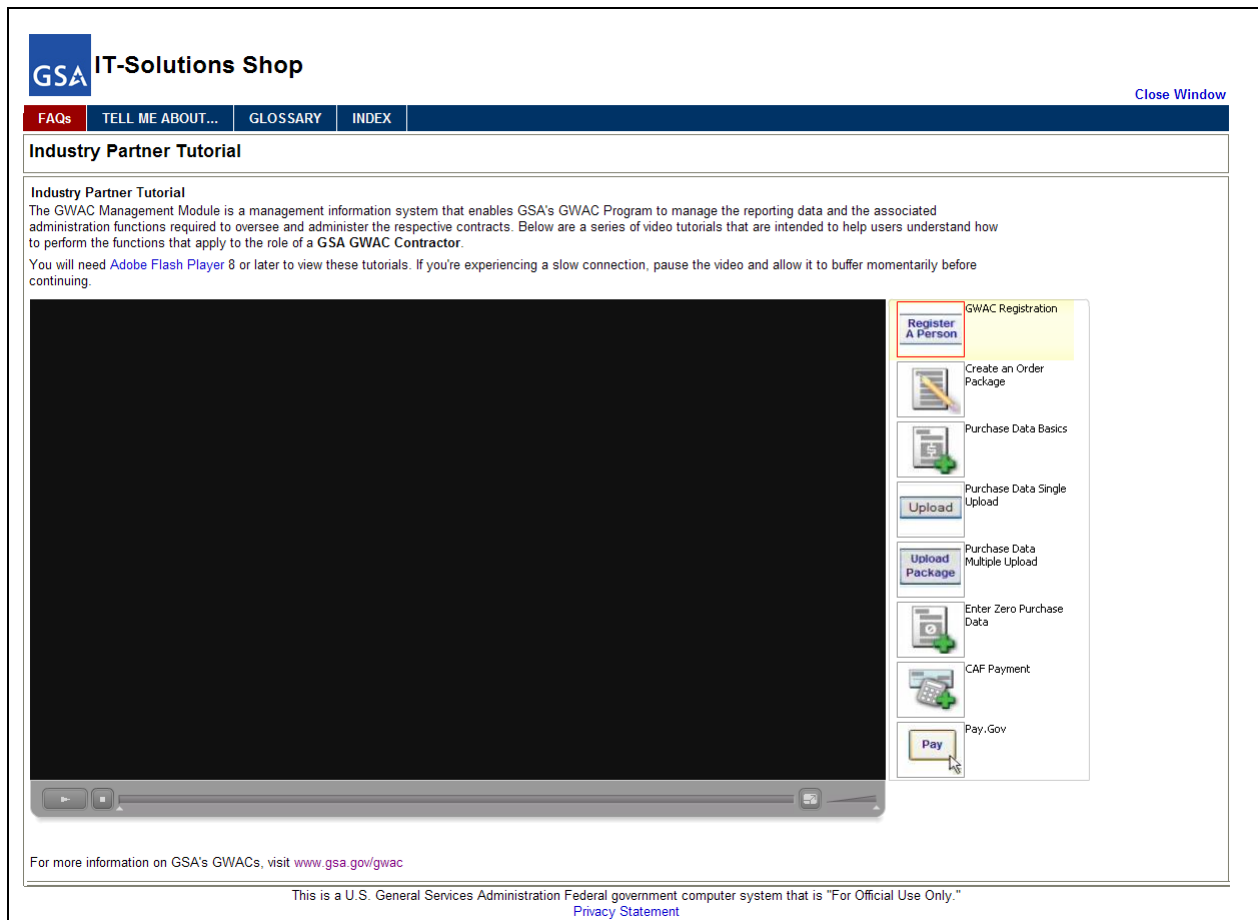 GSA
IT-Solutions Shop
Close Window
FAQs TELL ME ABOUT... GLOSSARY INDEX
Industry Partner Tutorial
Industry Partner Tutorial
The GWAC Management Module is a management information system that enables GSA's GWAC Program to manage the reporting data and the associated
administration functions required to oversee and administer the respective contracts. Below are a series of video tutorials that are intended to help users understand how
to perform the functions that apply to the role of a GSA GWAC Contractor.
You will need Adobe Flash Player 8 or later to view these tutorials. If you're experiencing a slow connection, pause the video and allow it to buffer momentarily before
continuing.
Register
A Person
GWAC Registration
Create an Order
Package
Purchase Data Basics
Upload
Purchase Data Single
Upload
Upload
Package
Purchase Data
Multiple Upload
Enter Zero Purchase
Data
CAF Payment
Pay
Pay.Gov
For more information on GSA's GWACs, visit www.gsa.gov/gwac
This is a U.S. General Services Administration Federal government computer system that is "For Official Use Only."
Privacy Statement